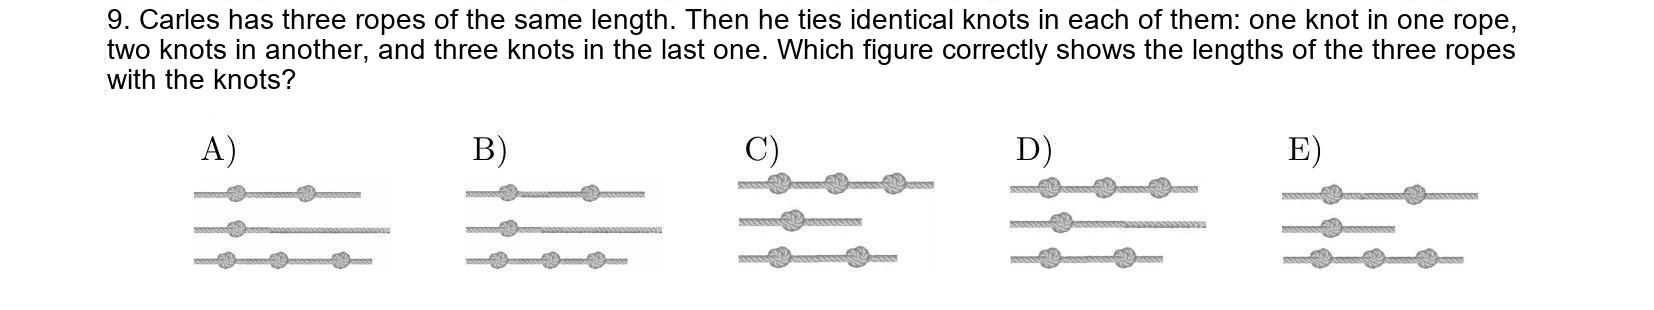 9. Carles has three ropes of the same length. Then he ties identical knots in each of them: one knot in one rope,
two knots in another, and three knots in the last one. Which figure correctly shows the lengths of the three ropes
with the knots?
A) B) C) D) E)